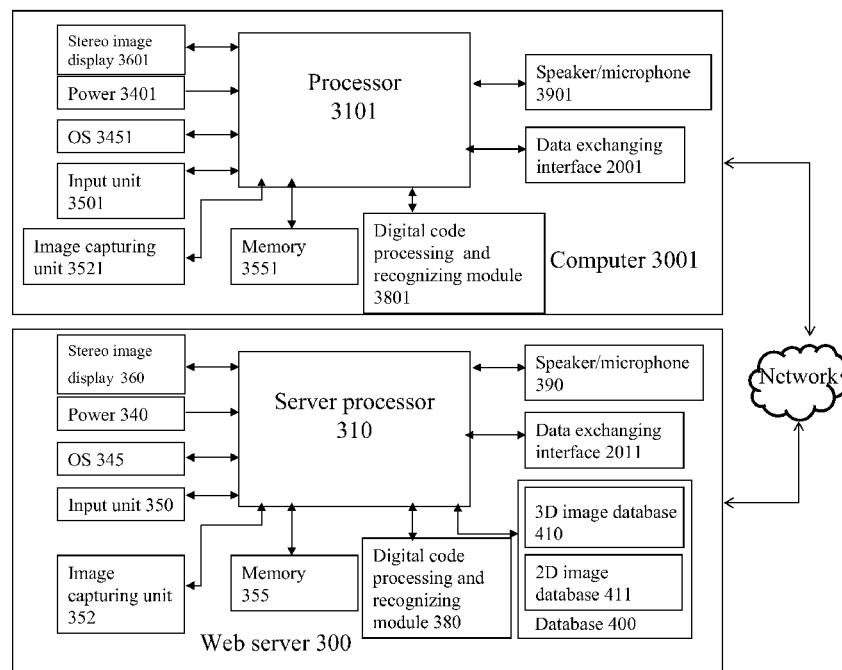 Stereo image
display 3601
Power 3401
OS 3451
Input unit
3501
Image capturing
unit 3521
Processor
3101
Memory
3551
Digital code
processing and
recognizing module
3801
Speaker/microphone
3901
Data exchanging
interface 2001
Computer 3001
Network
Stereo image
display 360
Power 340
OS 345
Input unit 350
Image
capturing unit
352
Server processor
310
Memory
355
Digital code
processing and
recognizing
module 380
Speaker/microphone
390
Data exchanging
interface 2011
3D image database
410
2D image
database 411
Database 400
Web server 300